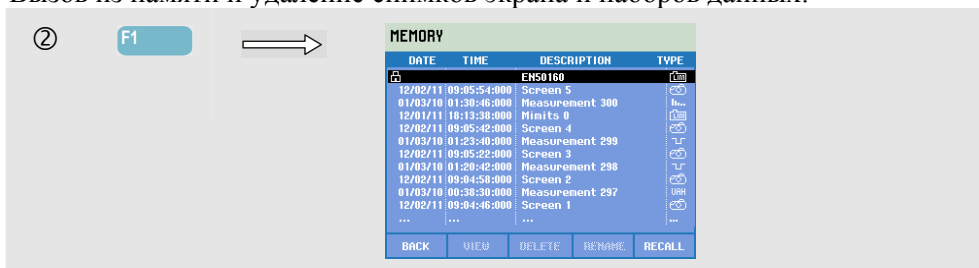 Вызов из памяти и удаление снимков экрана и наборов данных:
② F1
MEMORY
DATE TIME DESCRIPTION TYPE
EN50160
12/02/11 09:05:54:000 Screen 5
01/03/10 01:30:46:000 Measurement 300
12/01/11 18:13:38:000 Mimits 0
12/02/11 09:05:42:000 Screen 4
01/03/10 01:23:40:000 Measurement 299
12/02/11 09:05:22:000 Screen 3
01/03/10 01:20:42:000 Measurement 298
12/02/11 09:04:58:000 Screen 2
01/03/10 00:38:30:000 Measurement 297 VAH
12/02/11 09:04:46:000 Screen 1
... ... ... ...
BACK VIEW DELETE RENAME RECALL